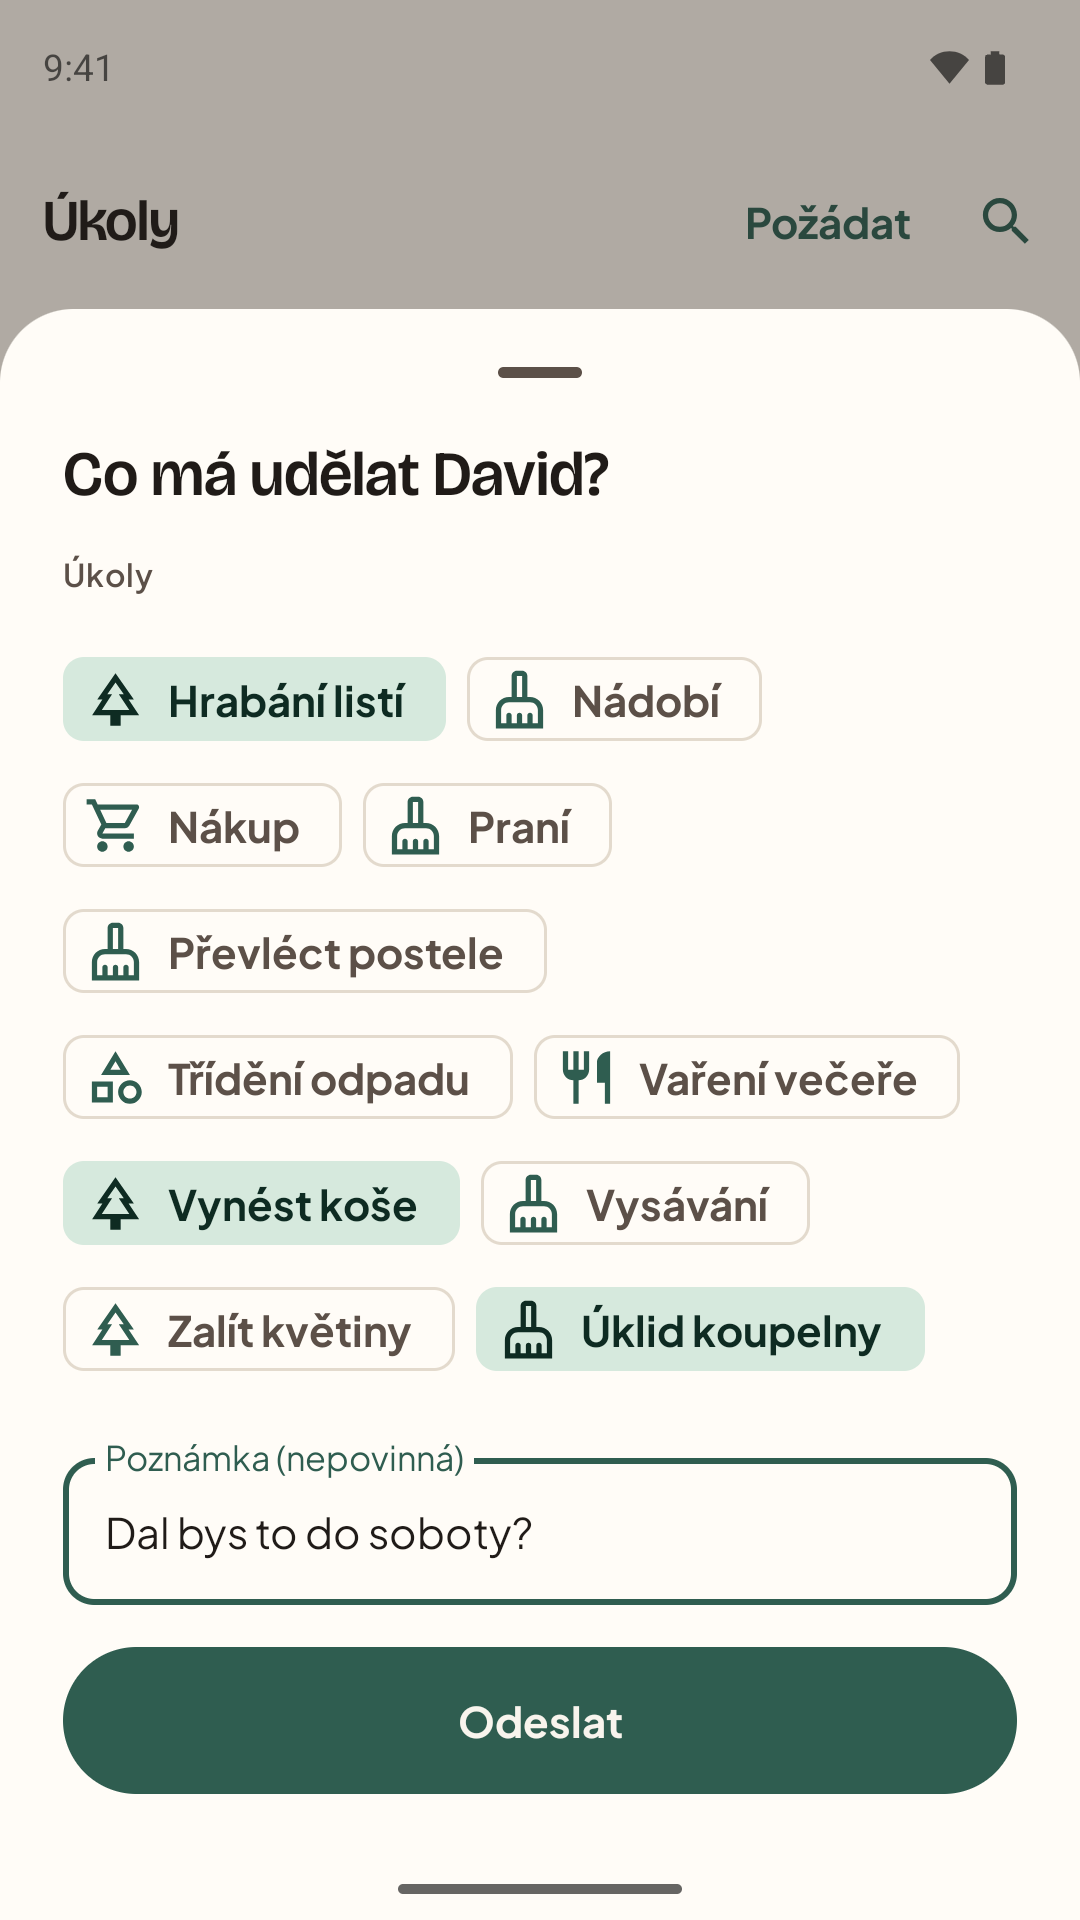 9:41
Úkoly
Požádat
Co má udělat David?
Úkoly
Hrabání listí
Nádobí
Nákup
Praní
Převléct postele
Třídění odpadu
Vaření večeře
Vynést koše
Vysávání
Zalít květiny
Úklid koupelny
Poznámka (nepovinná)
Dal bys to do soboty?
Odeslat